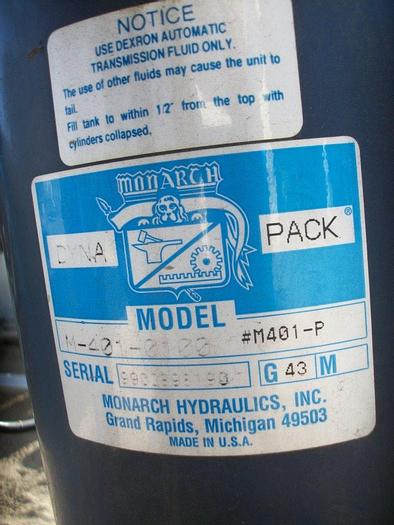 NOTICE
USE DEXRON AUTOMATIC
TRANSMISSION FLUID ONLY.
The use of other fluids may cause the unit to
fail.
Fill tank to within 1/2" from the top with
cylinders collapsed.
MONARCH
DYNA PACK®
MODEL
M-401-0100 #M401-P
SERIAL G 43 M
MONARCH HYDRAULICS, INC.
Grand Rapids, Michigan 49503
MADE IN U.S.A.